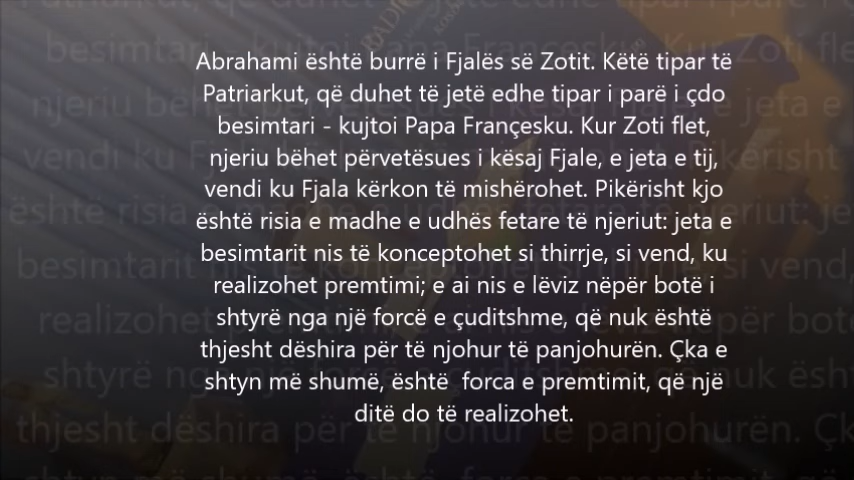 Abrahami është burrë i Fjalës së Zotit. Këtë tipar të
Patriarkut, që duhet të jetë edhe tipar i parë i çdo
besimtari - kujtoi Papa Françesku. Kur Zoti flet,
njeriu bëhet përvetësues i kësaj Fjale, e jeta e tij,
vendi ku Fjala kërkon të mishërohet. Pikërisht kjo
është risia e madhe e udhës fetare të njeriut: jeta e
besimtarit nis të konceptohet si thirrje, si vend, ku
realizohet premtimi; e ai nis e lëviz nëpër botë i
shtyrë nga një forcë e çuditshme, që nuk është
thjesht dëshira për të njohur të panjohurën. Çka e
shtyn më shumë, është  forca e premtimit, që një
ditë do të realizohet.